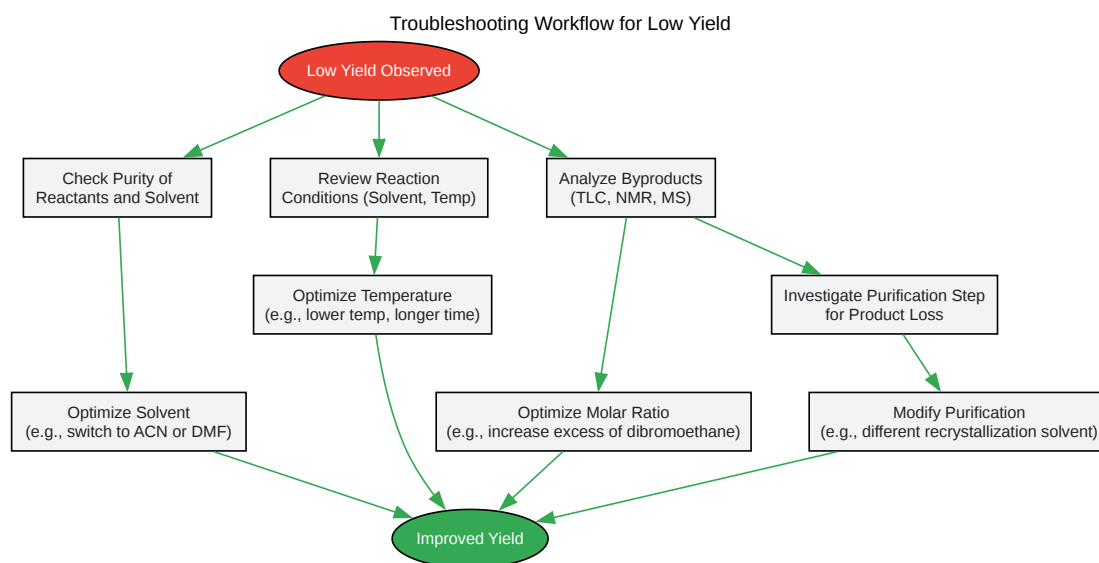 Troubleshooting Workflow for Low Yield
Low Yield Observed
Check Purity of
Reactants and Solvent
Review Reaction
Conditions (Solvent, Temp)
Analyze Byproducts
(TLC, NMR, MS)
Optimize Temperature
(e.g., lower temp, longer time)
Investigate Purification Step
for Product Loss
Optimize Solvent
(e.g., switch to ACN or DMF)
Optimize Molar Ratio
(e.g., increase excess of dibromoethane)
Modify Purification
(e.g., different recrystallization solvent)
Improved Yield